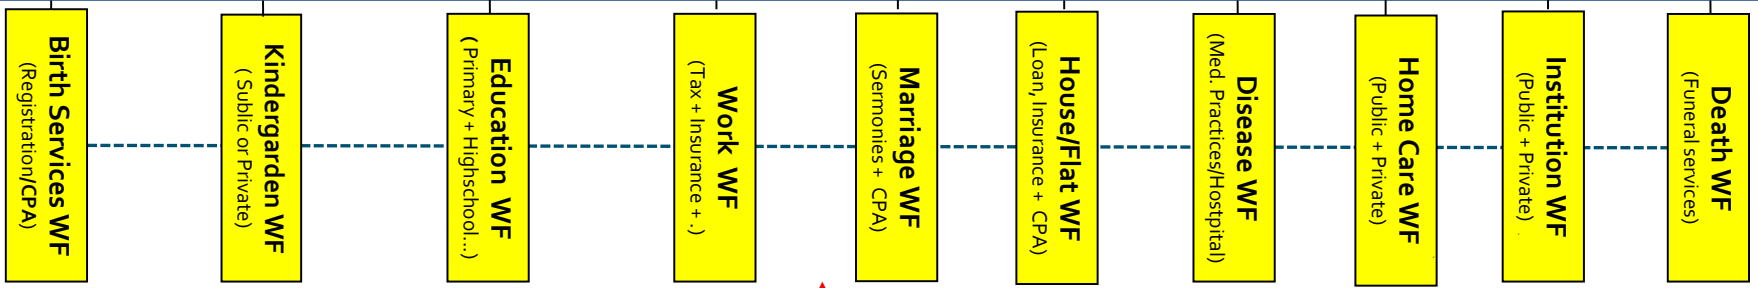 Birth Services WF
(Registration/CPA)
Kindergarden WF
( Sublic or Private)
Education WF
( Primary + Highschool...)
Work WF
(Tax + Insurance + .)
Marriage WF
(Sermonies + CPA)
House/Flat WF
(Loan, Insurance + CPA)
Disease WF
(Med. Practices/Hostpital)
Home Care WF
(Public + Private)
Institution WF
(Public + Private)
Death WF
(Funeral services)